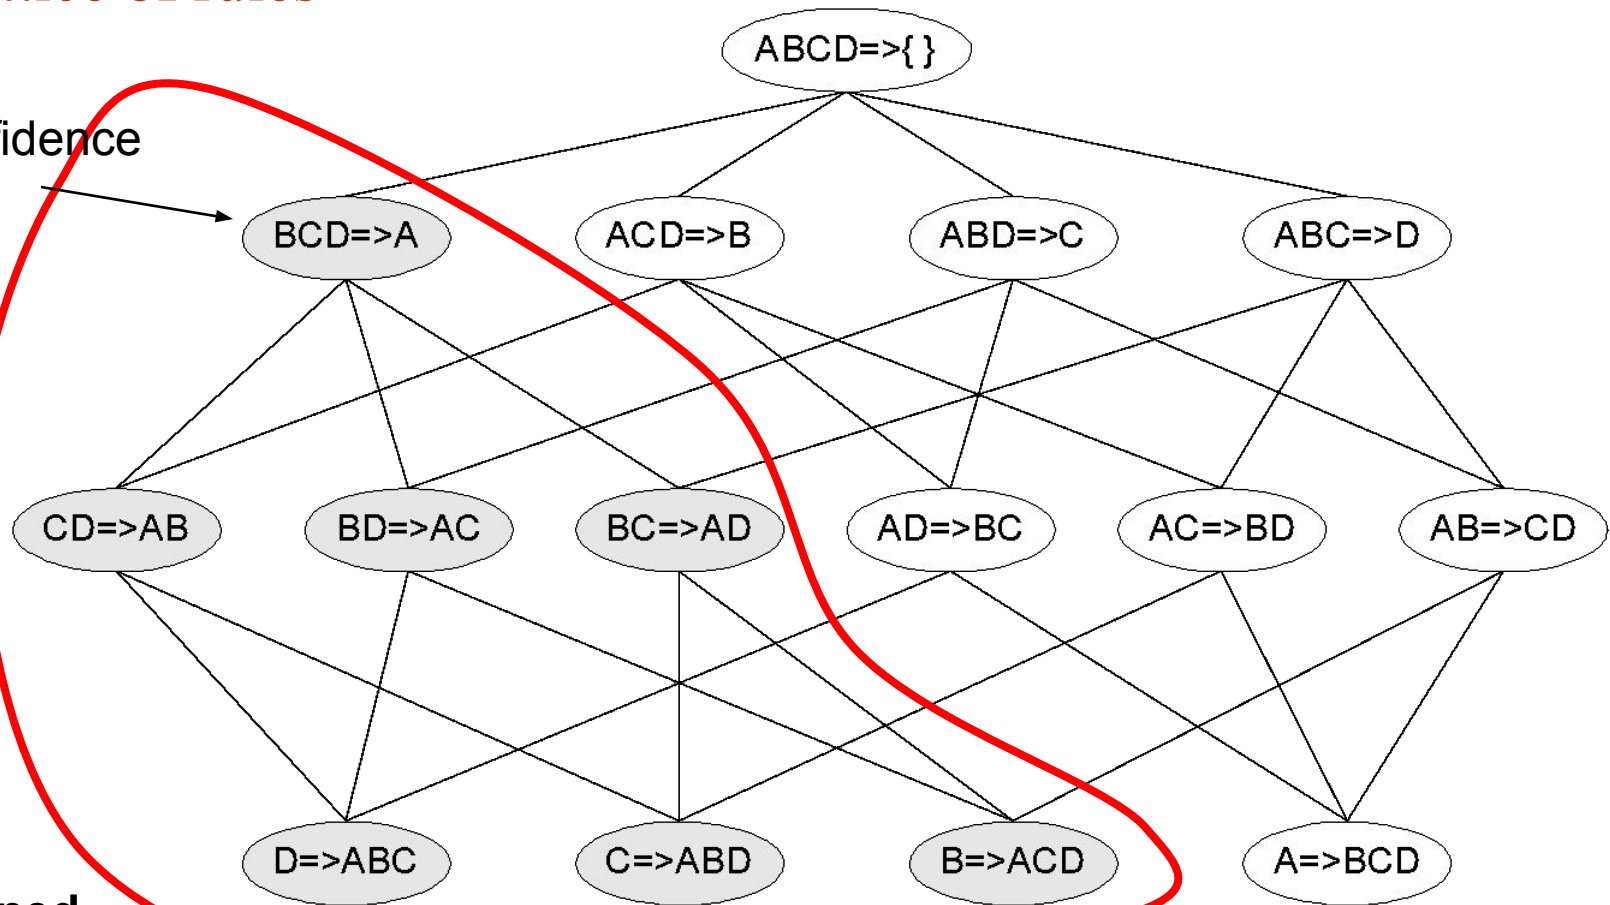 ABCD=>{ }
fidence
BCD=>A
ACD=>B
ABD=>C
ABC=>D
CD=>AB
BD=>AC
BC=>AD
AD=>BC
AC=>BD
AB=>CD
D=>ABC
C=>ABD
B=>ACD
A=>BCD